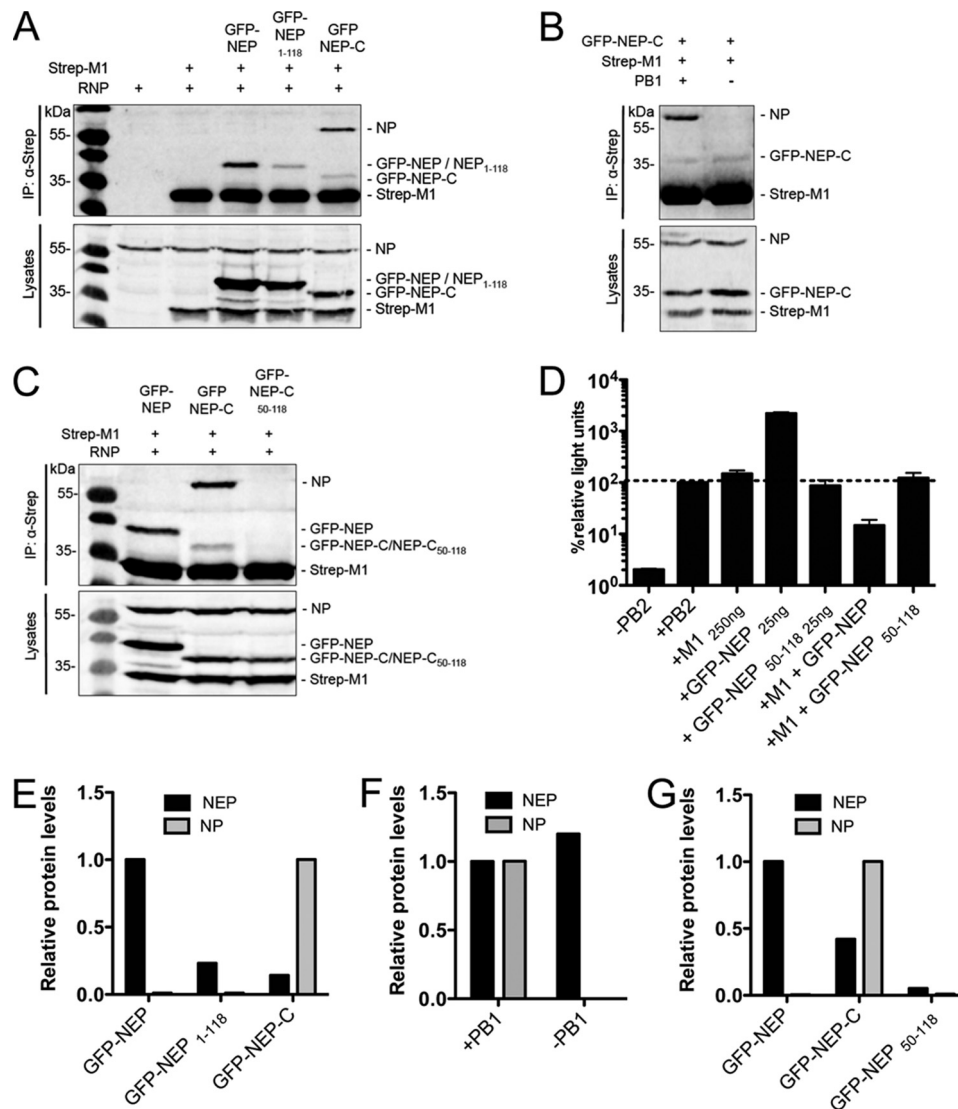 A
GFP-
NEP
GFP-
NEP
1-118
GFP
NEP-C
Strep-M1 + + + +
RNP + + + + +
kDa
55-
35-
IP: α-Strep
- NP
- GFP-NEP / NEP1-118
- GFP-NEP-C
- Strep-M1
55-
35-
Lysates
- NP
- GFP-NEP / NEP1-118
- GFP-NEP-C
- Strep-M1
B
GFP-NEP-C + +
Strep-M1 + +
PB1 + -
kDa
55-
35-
IP: α-Strep
- NP
- GFP-NEP-C
- Strep-M1
55-
35-
Lysates
- NP
- GFP-NEP-C
- Strep-M1
C
GFP-
NEP
GFP
NEP-C
GFP-
NEP-C
50-118
Strep-M1 + + +
RNP + + +
kDa
55-
35-
IP: α-Strep
- NP
- GFP-NEP
- GFP-NEP-C/NEP-C50-118
- Strep-M1
55-
35-
Lysates
- NP
- GFP-NEP
- GFP-NEP-C/NEP-C50-118
- Strep-M1
D
%relative light units
10⁴
10³
10²
10¹
10⁰
-PB2
+PB2
+M1 250ng
+GFP-NEP 25ng
+ GFP-NEP 50-118 25ng
+M1 + GFP-NEP
+M1 + GFP-NEP 50-118
E
Relative protein levels
1.5
1.0
0.5
0.0
NEP
NP
GFP-NEP
GFP-NEP 1-118
GFP-NEP-C
F
Relative protein levels
1.5
1.0
0.5
0.0
NEP
NP
+PB1
-PB1
G
Relative protein levels
1.5
1.0
0.5
0.0
NEP
NP
GFP-NEP
GFP-NEP-C
GFP-NEP 50-118